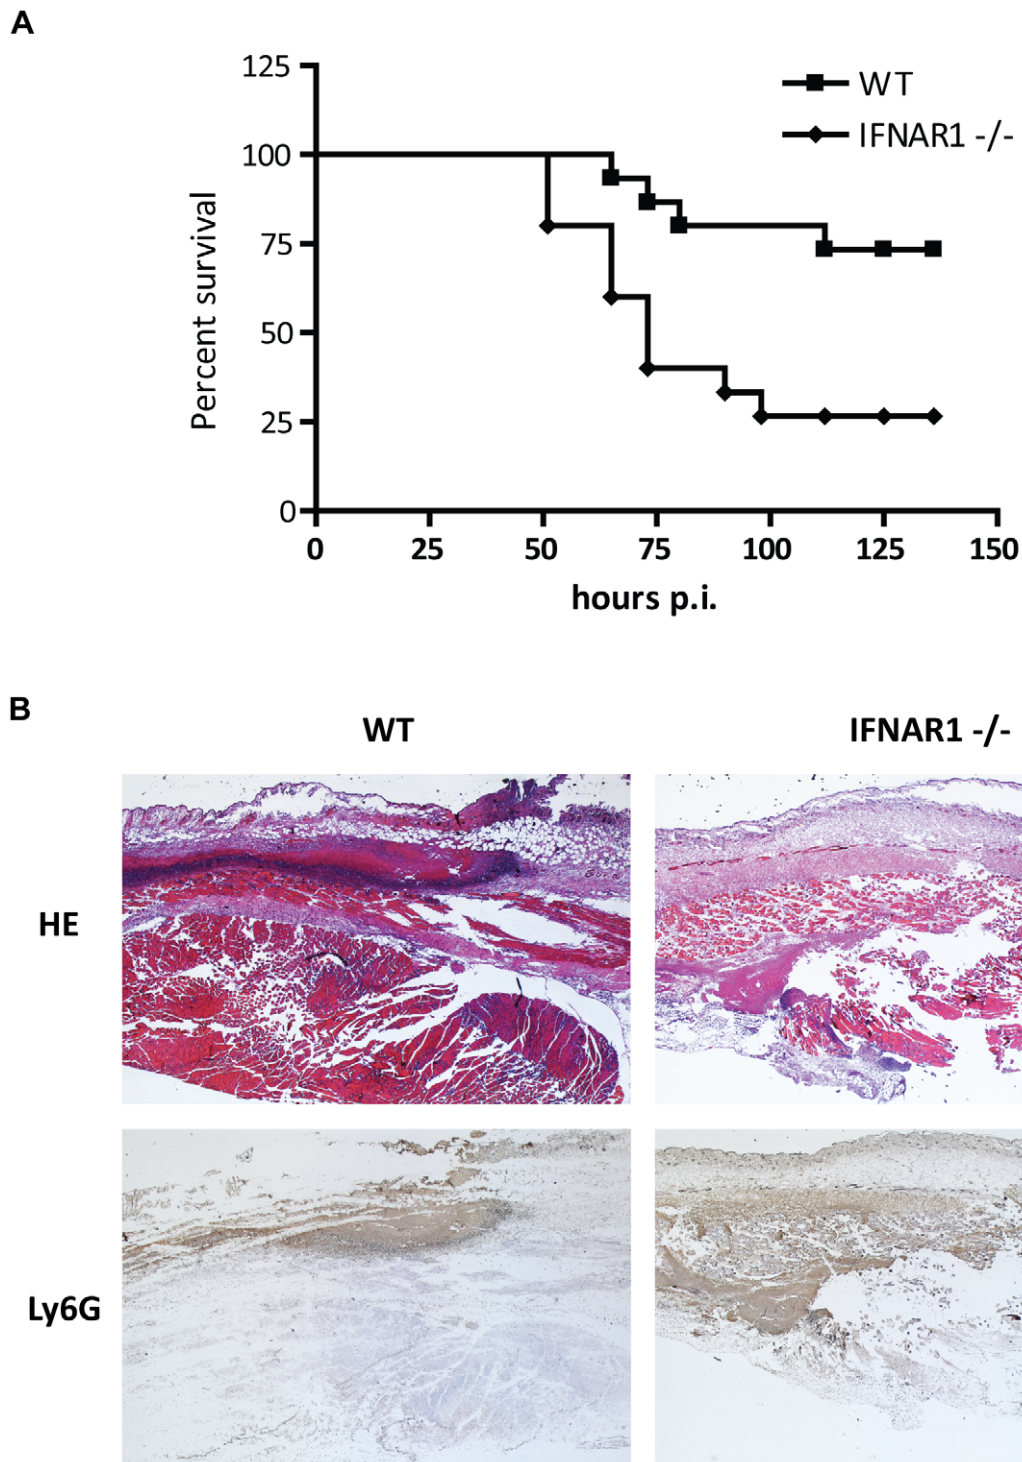 A
125
100
75
50
25
0
Percent survival
WT
IFNAR1 -/-
0 25 50 75 100 125 150
hours p.i.
B
WT IFNAR1 -/-
HE
Ly6G